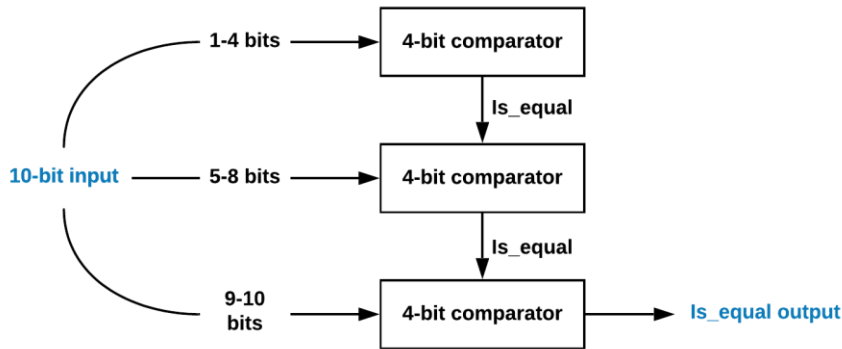 1-4 bits
4-bit comparator
Is_equal
10-bit input
5-8 bits
4-bit comparator
Is_equal
9-10
bits
4-bit comparator
Is_equal output